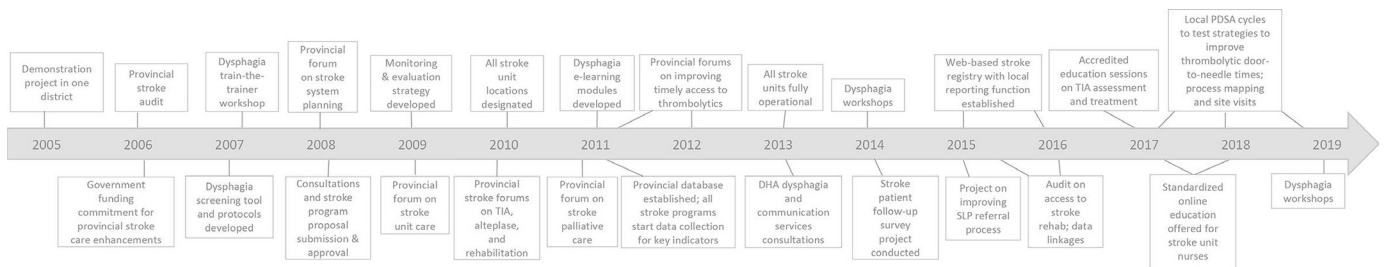 Demonstration
project in one
district
Provincial
stroke
audit
Dysphagia
train-the-
trainer
workshop
Provincial
forum
on stroke
system
planning
Monitoring
& evaluation
strategy
developed
All stroke
unit
locations
designated
Dysphagia
e-learning
modules
developed
Provincial forums
on improving
timely access to
thrombolytics
All stroke
units fully
operational
Dysphagia
workshops
Web-based stroke
registry with local
reporting function
established
Accredited
education sessions
on TIA assessment
and treatment
Local PDSA cycles
to test strategies to
improve
thrombolytic door-
to-needle times;
process mapping
and site visits
2005
2006
2007
2008
2009
2010
2011
2012
2013
2014
2015
2016
2017
2018
2019
Government
funding
commitment for
provincial stroke
care enhancements
Dysphagia
screening tool
and protocols
developed
Consultations
and stroke
program
proposal
submission &
approval
Provincial
forum on
stroke
unit care
Provincial
stroke forums
on TIA,
alteplase,
and
rehabilitation
Provincial
forum on
stroke
palliative
care
Provincial database
established; all
stroke programs
start data collection
for key indicators
DHA dysphagia
and
communication
services
consultations
Stroke
patient
follow-up
survey
project
conducted
Project on
improving
SLP referral
process
Audit on
access to
stroke
rehab; data
linkages
Standardized
online
education
offered for
stroke unit
nurses
Dysphagia
workshops